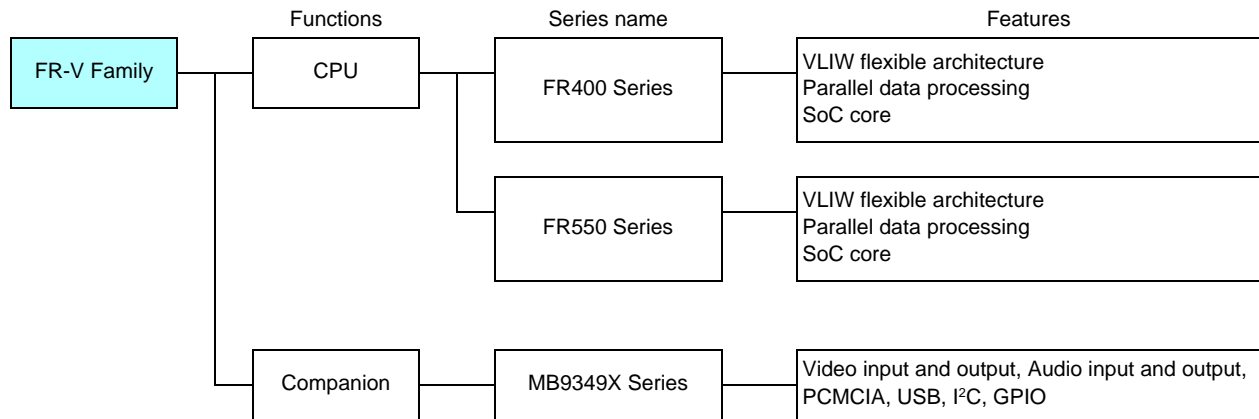 Functions Series name Features
FR-V Family CPU FR400 Series
VLIW flexible architecture
Parallel data processing
SoC core
FR550 Series
VLIW flexible architecture
Parallel data processing
SoC core
Companion MB9349X Series
Video input and output, Audio input and output,
PCMCIA, USB, I²C, GPIO